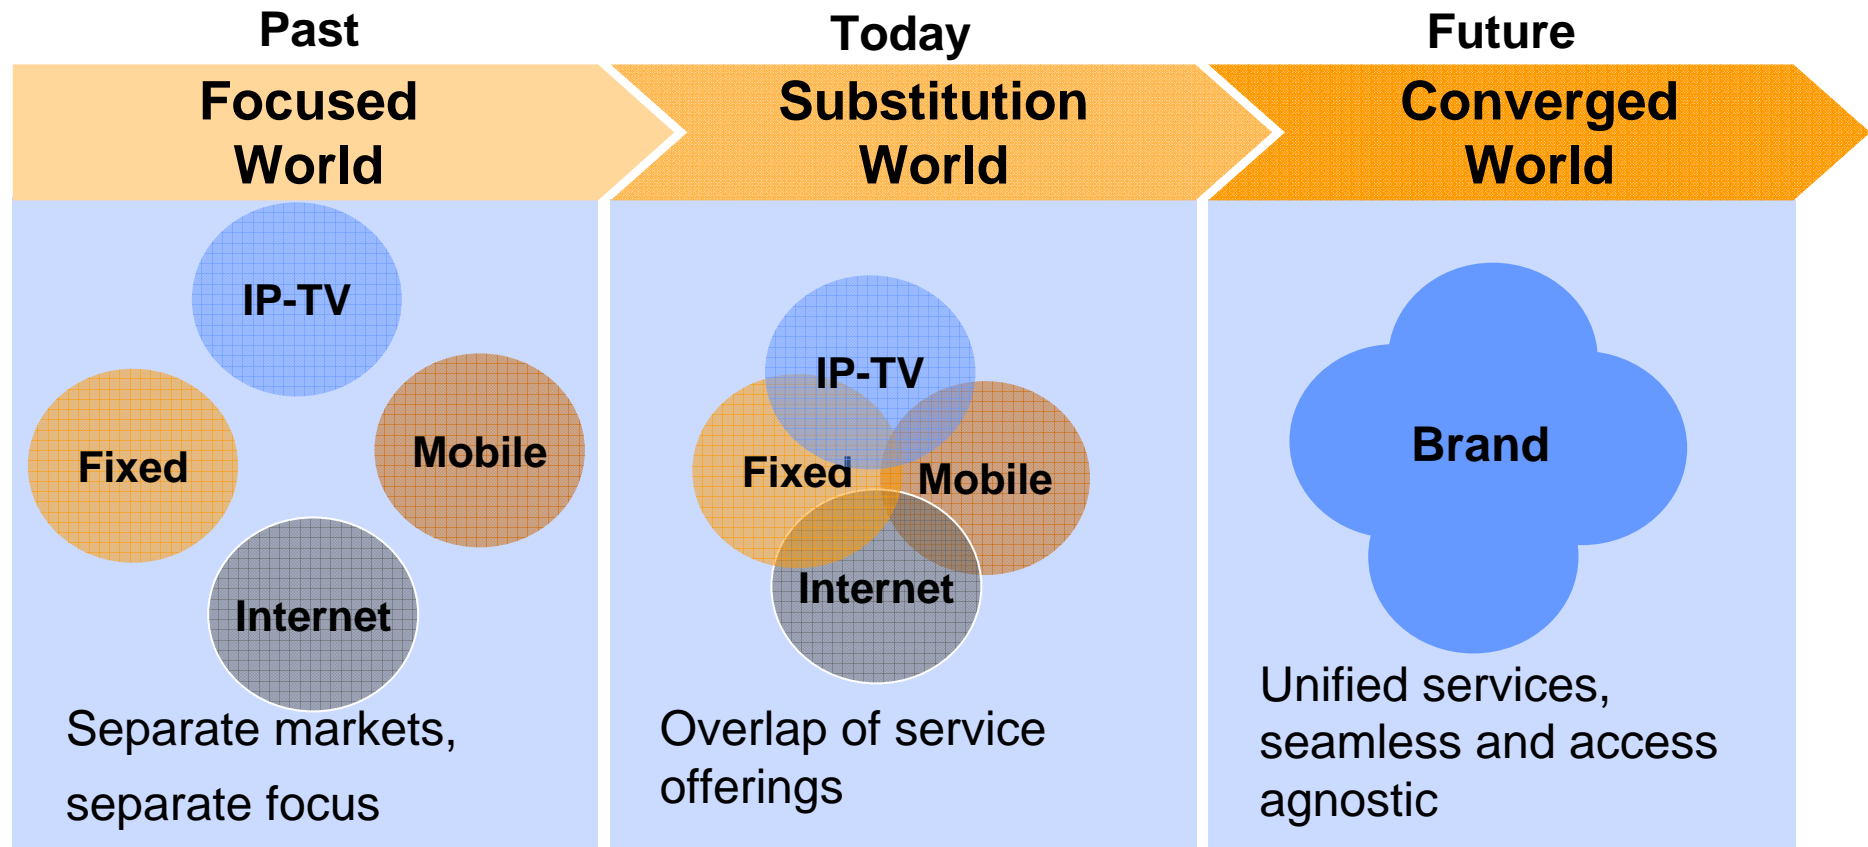 Past
Focused
World
IP-TV
Fixed
Mobile
Internet
Separate markets,
separate focus
Today
Substitution
World
IP-TV
Fixed
Mobile
Internet
Overlap of service
offerings
Future
Converged
World
Brand
Unified services,
seamless and access
agnostic